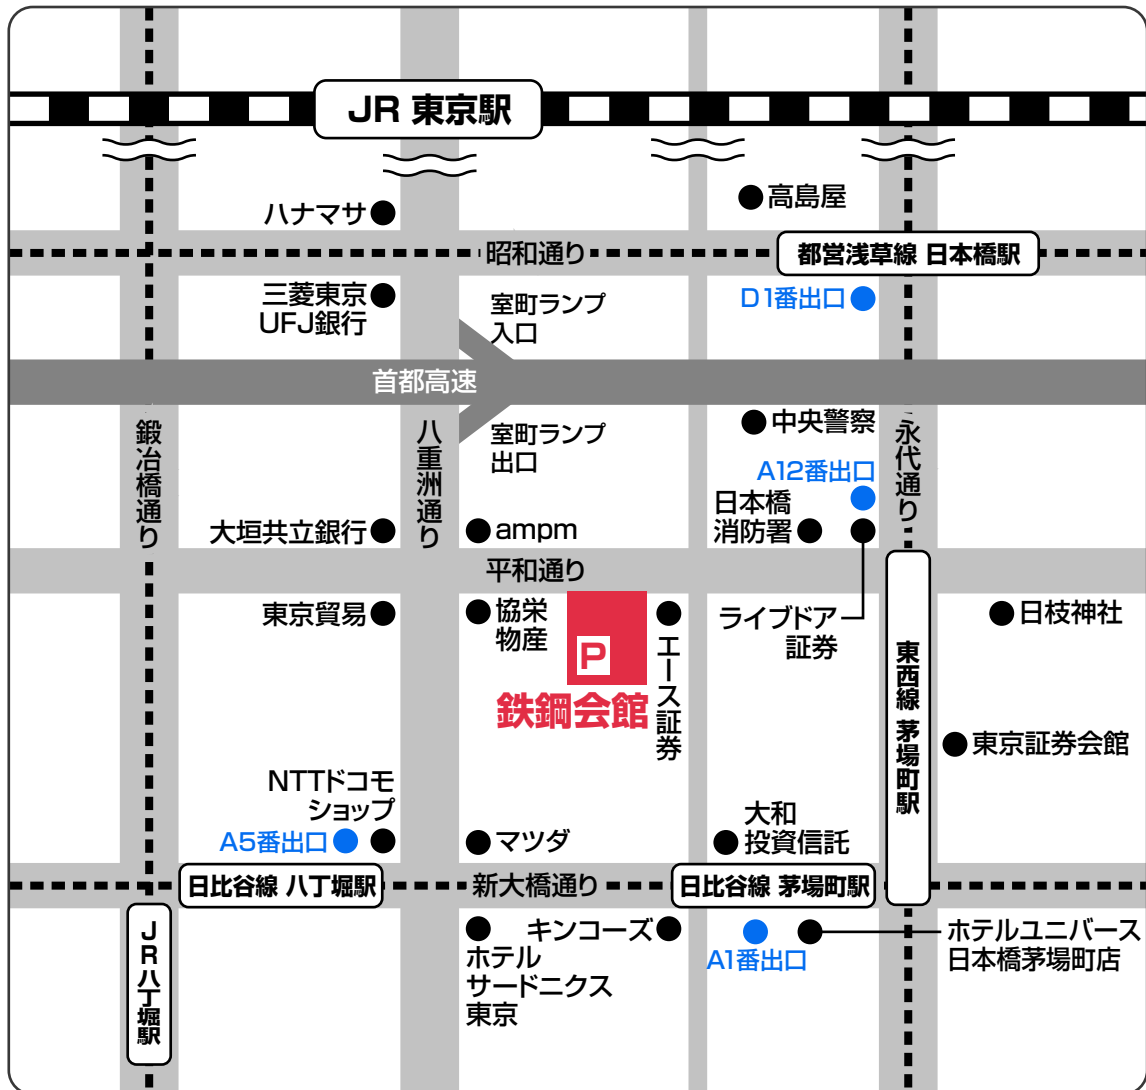 JR 東京駅
ハナマサ
高島屋
昭和通り
都営浅草線 日本橋駅
三菱東京
UFJ銀行
室町ランプ
入口
D1番出口
首都高速
鍛冶橋通り
八重洲通り
室町ランプ
出口
中央警察
永代通り
A12番出口
大垣共立銀行
ampm
日本橋
消防署
平和通り
東京貿易
協栄
物産
P
鉄鋼会館
エース証券
ライブドア
証券
東西線 茅場町駅
日枝神社
東京証券会館
NTTドコモ
ショップ
A5番出口
マツダ
大和
投資信託
日比谷線 八丁堀駅
新大橋通り
日比谷線 茅場町駅
JR八丁堀駅
ホテル
サードニクス
東京
キンコーズ
A1番出口
ホテルユニバース
日本橋茅場町店